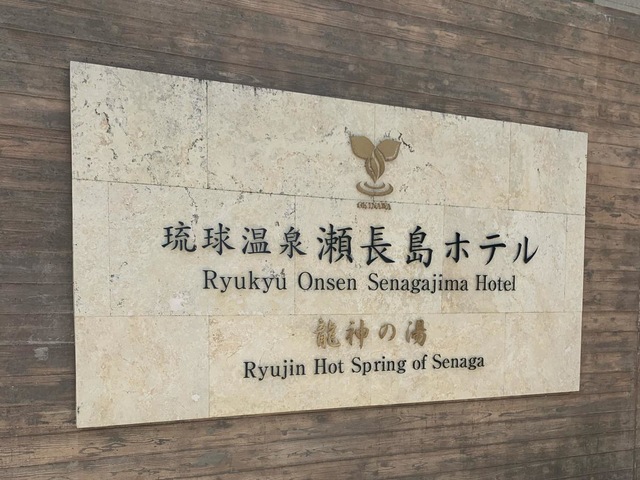 OKINAWA
琉球温泉瀬長島ホテル
Ryukyu Onsen Senagajima Hotel
龍神の湯
Ryujin Hot Spring of Senaga